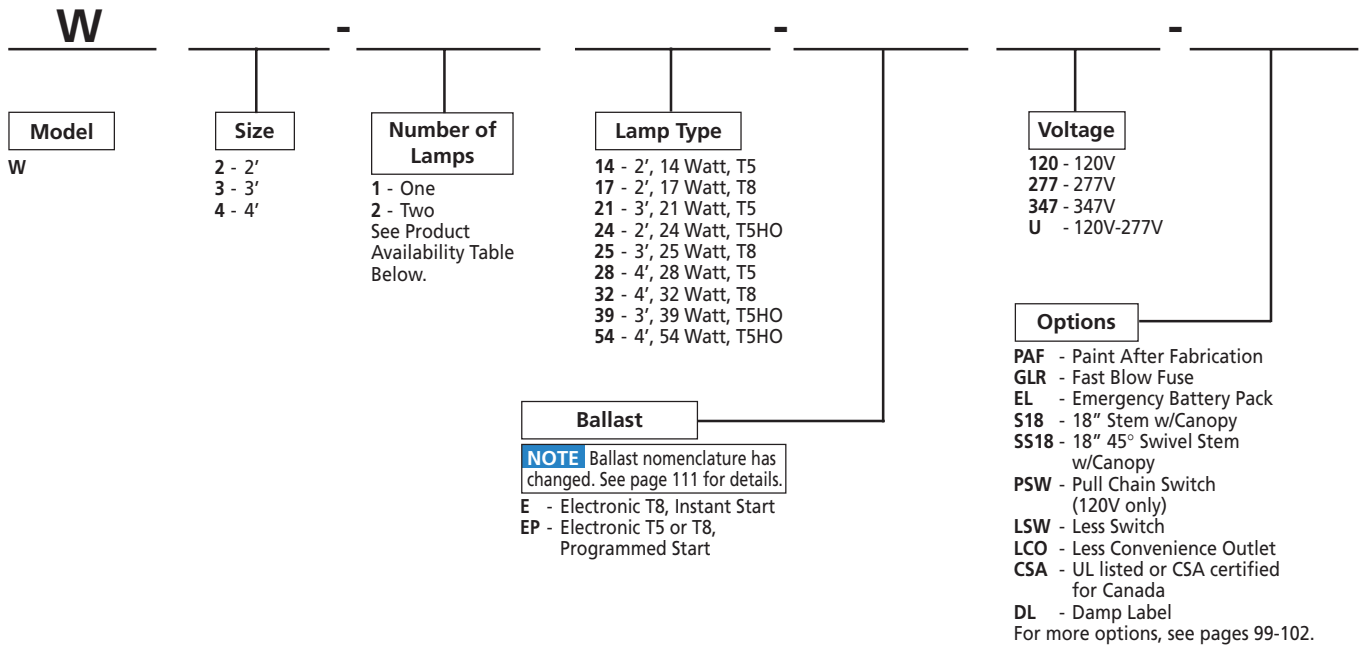 W - - -
Model
W
Size
2 - 2’
3 - 3’
4 - 4’
Number of
Lamps
1 - One
2 - Two
See Product
Availability Table
Below.
Lamp Type
14 - 2’, 14 Watt, T5
17 - 2’, 17 Watt, T8
21 - 3’, 21 Watt, T5
24 - 2’, 24 Watt, T5HO
25 - 3’, 25 Watt, T8
28 - 4’, 28 Watt, T5
32 - 4’, 32 Watt, T8
39 - 3’, 39 Watt, T5HO
54 - 4’, 54 Watt, T5HO
Ballast
NOTE Ballast nomenclature has
changed. See page 111 for details.
E - Electronic T8, Instant Start
EP - Electronic T5 or T8,
Programmed Start
Voltage
120 - 120V
277 - 277V
347 - 347V
U - 120V-277V
Options
PAF - Paint After Fabrication
GLR - Fast Blow Fuse
EL - Emergency Battery Pack
S18 - 18” Stem w/Canopy
SS18 - 18” 45° Swivel Stem
w/Canopy
PSW - Pull Chain Switch
(120V only)
LSW - Less Switch
LCO - Less Convenience Outlet
CSA - UL listed or CSA certified
for Canada
DL - Damp Label
For more options, see pages 99-102.